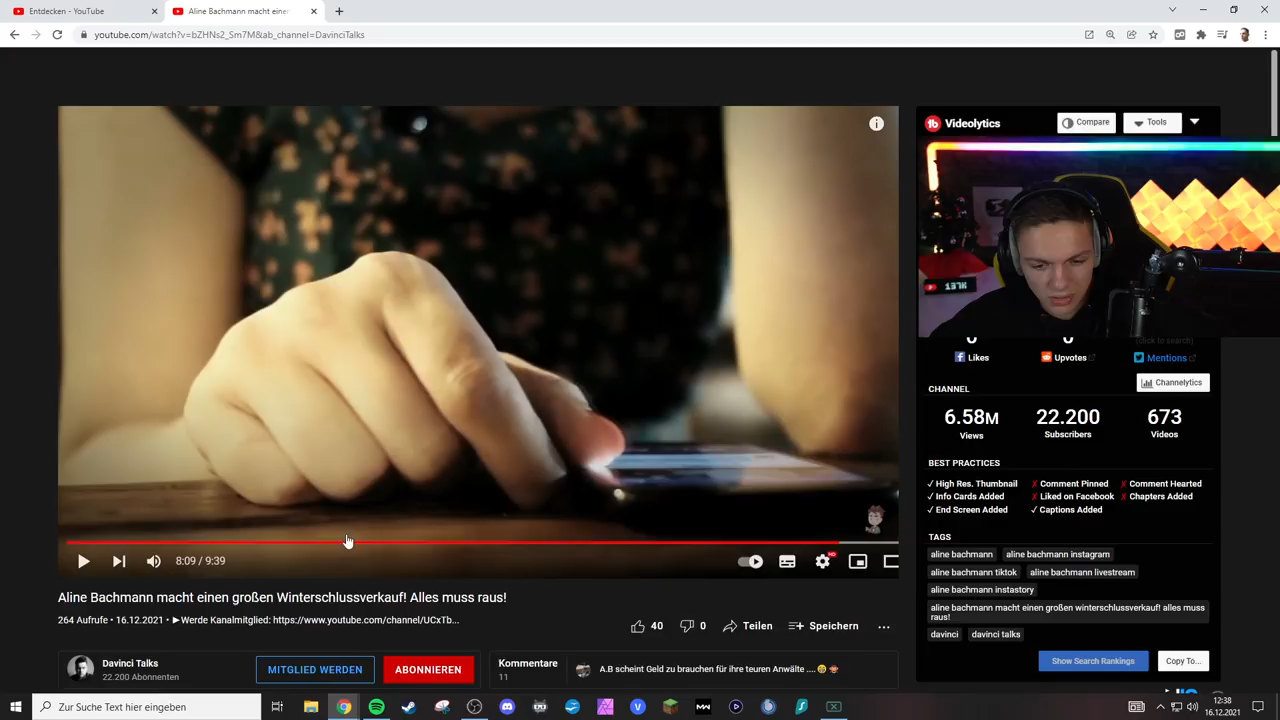 Entdecken - YouTube
Aline Bachmann macht einen
youtube.com/watch?v=bZHNs2_Sm7M&ab_channel=DavinciTalks
Videolytics
Compare
Tools
137K
(click to search)
Likes
Upvotes
Mentions
CHANNEL
Channelytics
6.58M
22.200
673
Views
Subscribers
Videos
BEST PRACTICES
✓ High Res. Thumbnail
✗ Comment Pinned
✗ Comment Hearted
✓ Info Cards Added
✗ Liked on Facebook
✗ Chapters Added
✓ End Screen Added
✓ Captions Added
TAGS
aline bachmann
aline bachmann instagram
aline bachmann tiktok
aline bachmann livestream
aline bachmann instastory
aline bachmann macht einen großen winterschlussverkauf! alles muss
raus!
davinci
davinci talks
Show Search Rankings
Copy To...
8:09 / 9:39
HD
Aline Bachmann macht einen großen Winterschlussverkauf! Alles muss raus!
264 Aufrufe • 16.12.2021 • ▶Werde Kanalmitglied: https://www.youtube.com/channel/UCxTb...
40
0
Teilen
Speichern
Davinci Talks
22.200 Abonnenten
MITGLIED WERDEN
ABONNIEREN
Kommentare
11
A.B scheint Geld zu brauchen für ihre teuren Anwälte ....
Zur Suche Text hier eingeben
12:38
16.12.2021